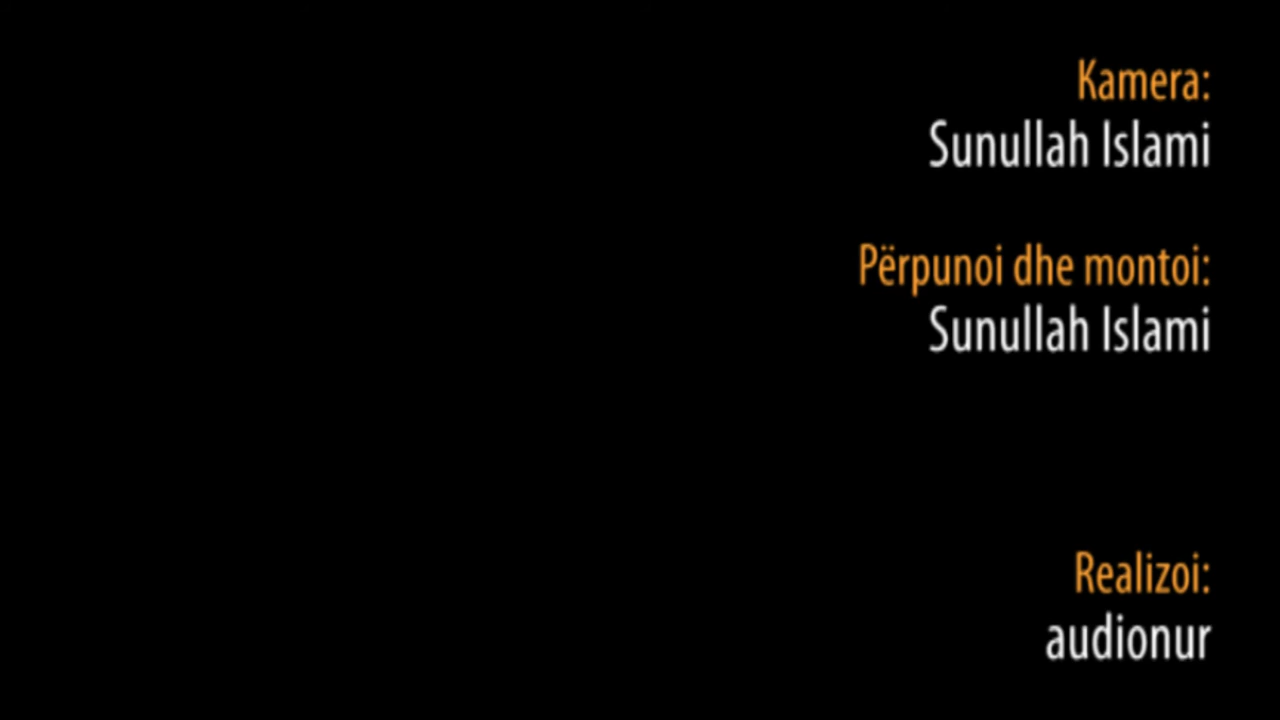 Kamera:
Sunullah Islami
Përpunoi dhe montoi:
Sunullah Islami
Realizoi:
audionur